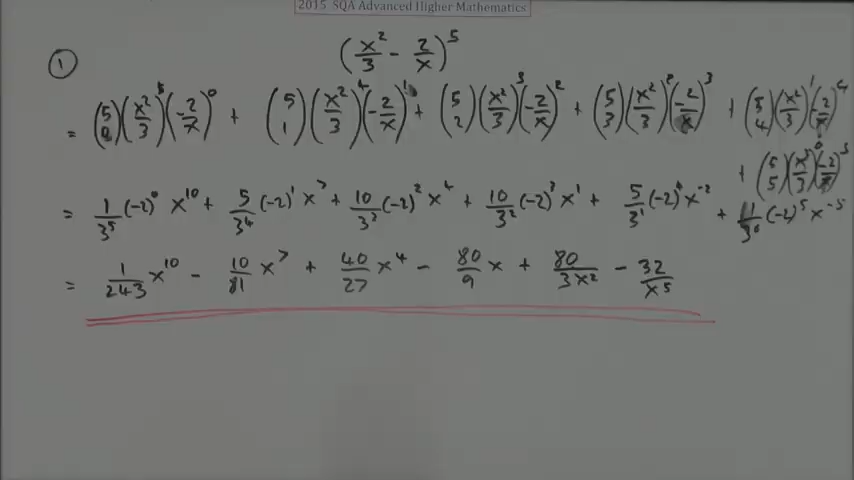 2015 SQA Advanced Higher Mathematics
① (x²/3 - 2/x)⁵
= (5 0)(x²/3)⁵(-2/x)⁰ + (5 1)(x²/3)⁴(-2/x)¹ + (5 2)(x²/3)³(-2/x)² + (5 3)(x²/3)²(-2/x)³ + (5 4)(x²/3)¹(-2/x)⁴
+ (5 5)(x²/3)⁰(-2/x)⁵
= 1/3⁵ (-2)⁰ x¹⁰ + 5/3⁴ (-2)¹ x⁷ + 10/3³ (-2)² x⁴ + 10/3² (-2)³ x¹ + 5/3¹ (-2)⁴ x⁻² + 1/3⁰ (-2)⁵ x⁻⁵
= 1/243 x¹⁰ - 10/81 x⁷ + 40/27 x⁴ - 80/9 x + 80/3x² - 32/x⁵